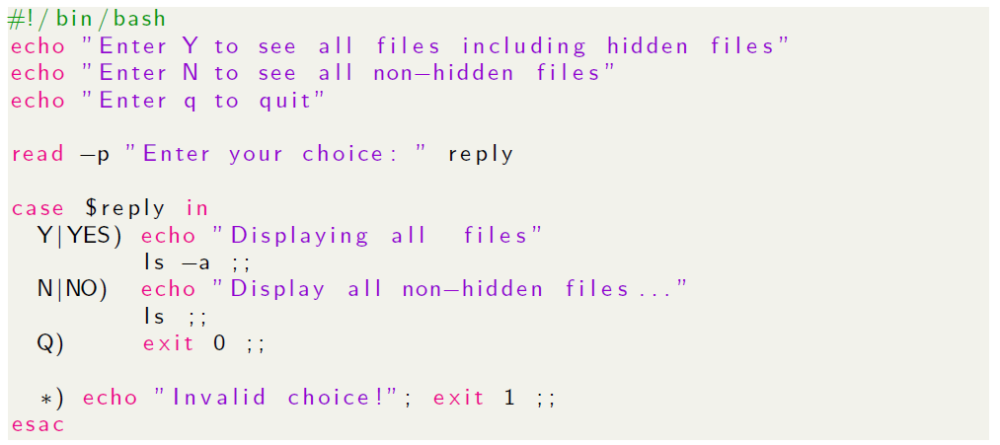 #!/bin/bash
echo "Enter Y to see all files including hidden files"
echo "Enter N to see all non-hidden files"
echo "Enter q to quit"
read -p "Enter your choice: " reply
case $reply in
Y|YES) echo "Displaying all files"
ls -a ;;
N|NO) echo "Display all non-hidden files..."
ls ;;
Q) exit 0 ;;
*) echo "Invalid choice!"; exit 1 ;;
esac